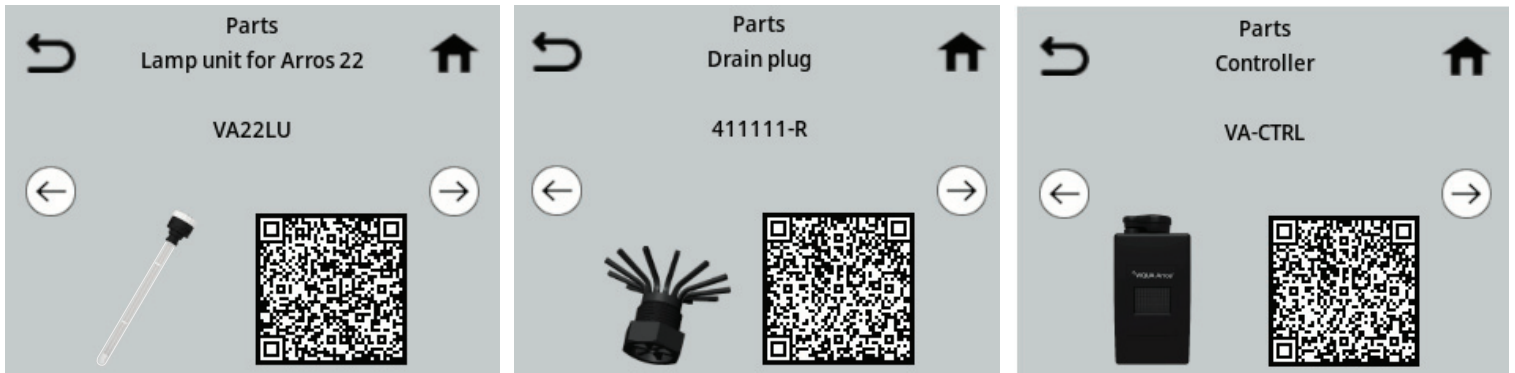 Parts
Lamp unit for Arros 22
VA22LU
Parts
Drain plug
411111-R
Parts
Controller
VA-CTRL